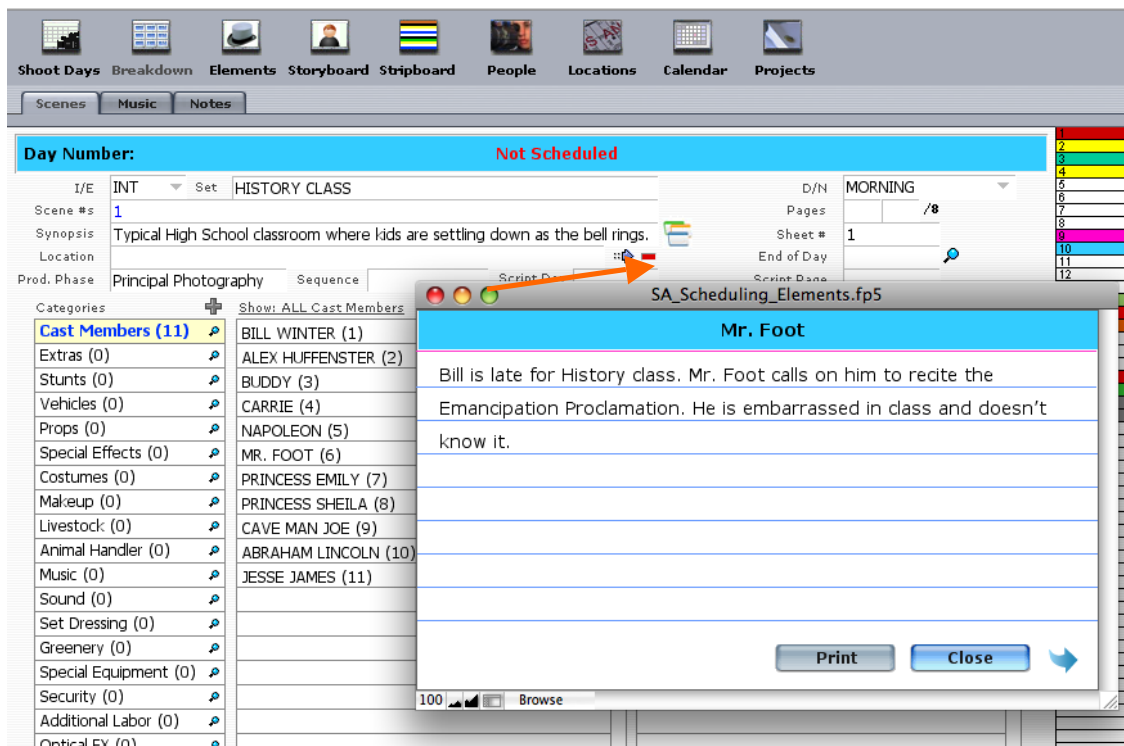 Shoot Days Breakdown Elements Storyboard Stripboard People Locations Calendar Projects
Scenes Music Notes
Day Number: Not Scheduled
I/E INT Set HISTORY CLASS D/N MORNING
Scene #s 1 Pages /8
Synopsis Typical High School classroom where kids are settling down as the bell rings. Sheet # 1
Location End of Day
Prod. Phase Principal Photography Sequence Script Script Page
Categories Show: ALL Cast Members
Cast Members (11)
Extras (0)
Stunts (0)
Vehicles (0)
Props (0)
Special Effects (0)
Costumes (0)
Makeup (0)
Livestock (0)
Animal Handler (0)
Music (0)
Sound (0)
Set Dressing (0)
Greenery (0)
Special Equipment (0)
Security (0)
Additional Labor (0)
Optical FX (0)
BILL WINTER (1)
ALEX HUFFENSTER (2)
BUDDY (3)
CARRIE (4)
NAPOLEON (5)
MR. FOOT (6)
PRINCESS EMILY (7)
PRINCESS SHEILA (8)
CAVE MAN JOE (9)
ABRAHAM LINCOLN (10)
JESSE JAMES (11)
SA_Scheduling_Elements.fp5
Mr. Foot
Bill is late for History class. Mr. Foot calls on him to recite the
Emancipation Proclamation. He is embarrassed in class and doesn't
know it.
Print Close
100 Browse
1
2
3
4
5
6
7
8
9
10
11
12